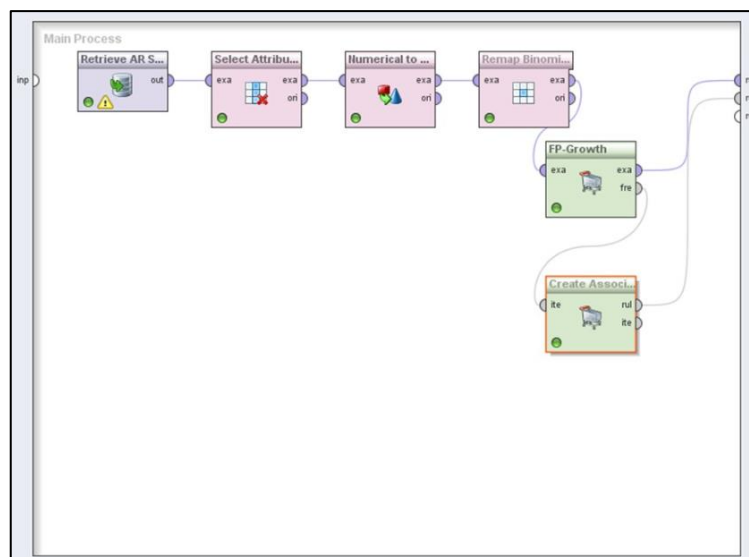 Main Process
Retrieve AR S...
Select Attribu...
Numerical to ...
Remap Binomi...
inp
out
exa
exa
ori
exa
exa
ori
exa
exa
ori
FP-Growth
exa
exa
fre
Create Associ...
ite
rul
ite